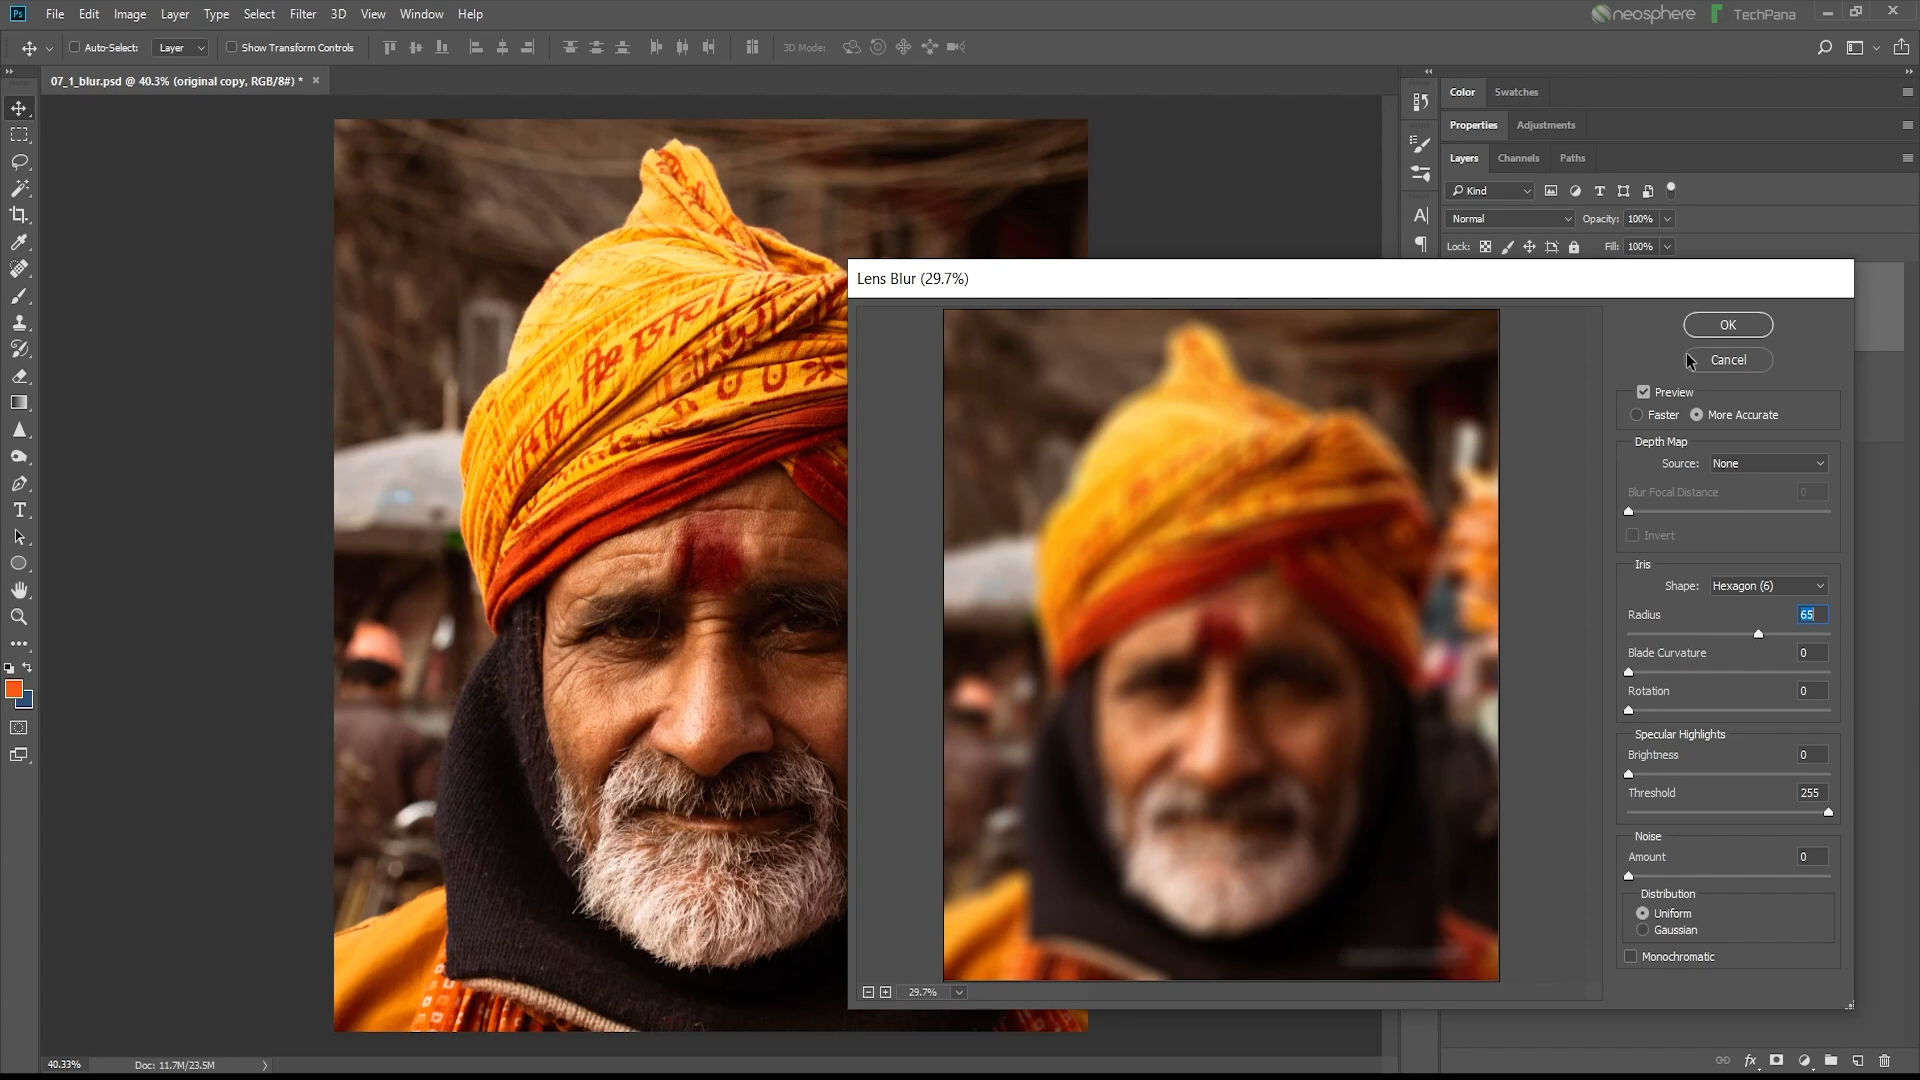 Ps File Edit Image Layer Type Select Filter 3D View Window Help
neosphere TechPana
Auto-Select: Layer Show Transform Controls 3D Mode:
07_1_blur.psd @ 40.3% (original copy, RGB/8#) * ×
Color Swatches
Properties Adjustments
Layers Channels Paths
Kind
Normal Opacity: 100%
Lock: Fill: 100%
Lens Blur (29.7%)
OK
Cancel
Preview
Faster More Accurate
Depth Map
Source: None
Blur Focal Distance 0
Invert
Iris
Shape: Hexagon (6)
Radius 65
Blade Curvature 0
Rotation 0
Specular Highlights
Brightness 0
Threshold 255
Noise
Amount 0
Distribution
Uniform
Gaussian
Monochromatic
29.7%
40.33% Doc: 11.7M/23.5M